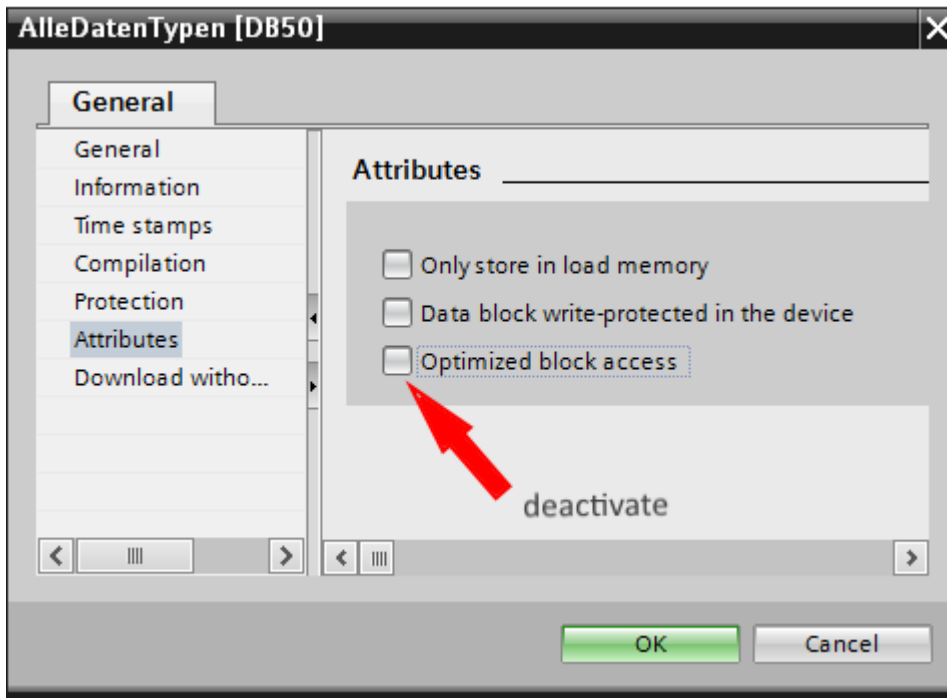 AlleDatenTypen [DB50]
General
General
Information
Time stamps
Compilation
Protection
Attributes
Download witho...
Attributes
Only store in load memory
Data block write-protected in the device
Optimized block access
deactivate
OK
Cancel